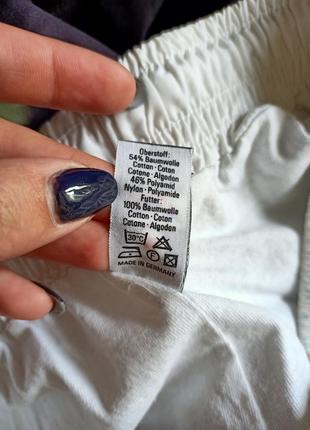 Oberstoff:
54% Baumwolle
Cotton · Coton
Cotone · Algodon
46% Polyamid
Nylon · Polyamide
Futter:
100% Baumwolle
Cotton · Coton
Cotone · Algodon
30°C
F
MADE IN GERMANY